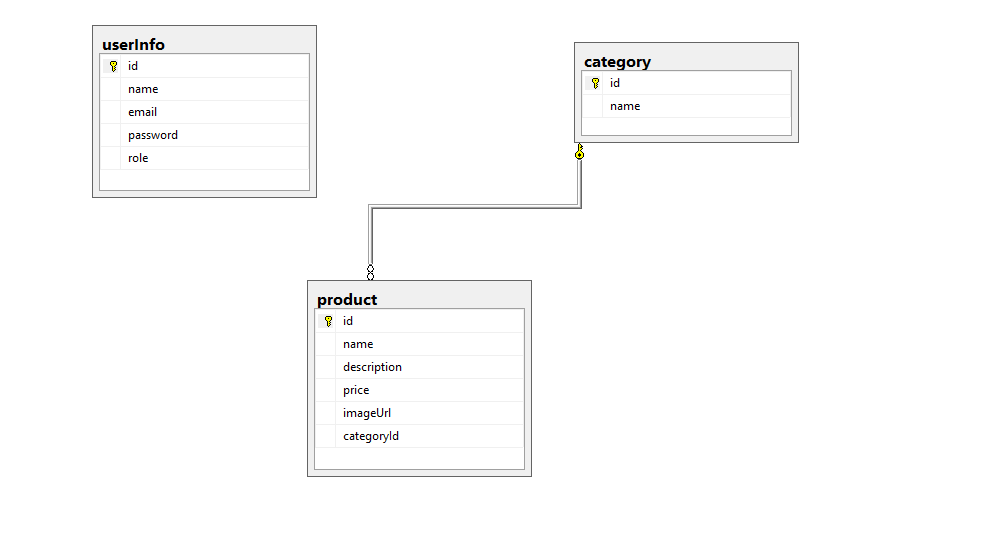 userInfo
id
name
email
password
role
category
id
name
product
id
name
description
price
imageUrl
categoryId